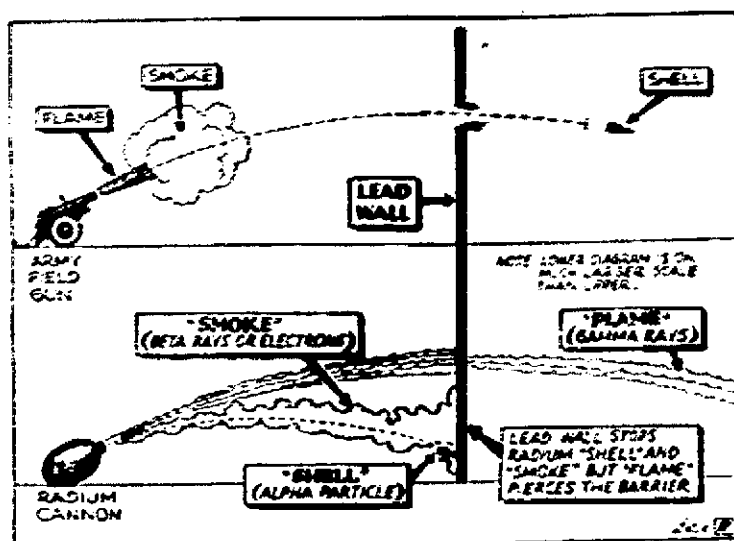 SMOKE
SHELL
FLAME
LEAD
WALL
ARMY
FIELD
GUN
NOTE LOWER DIAGRAM IS ON
MUCH LARGER SCALE
THAN UPPER.
"SMOKE"
(BETA RAYS OR ELECTRONS)
"FLAME"
(GAMMA RAYS)
"SHELL"
(ALPHA PARTICLE)
LEAD WALL STOPS
RADIUM "SHELL" AND
"SMOKE" BUT "FLAME"
PIERCES THE BARRIER
RADIUM
CANNON